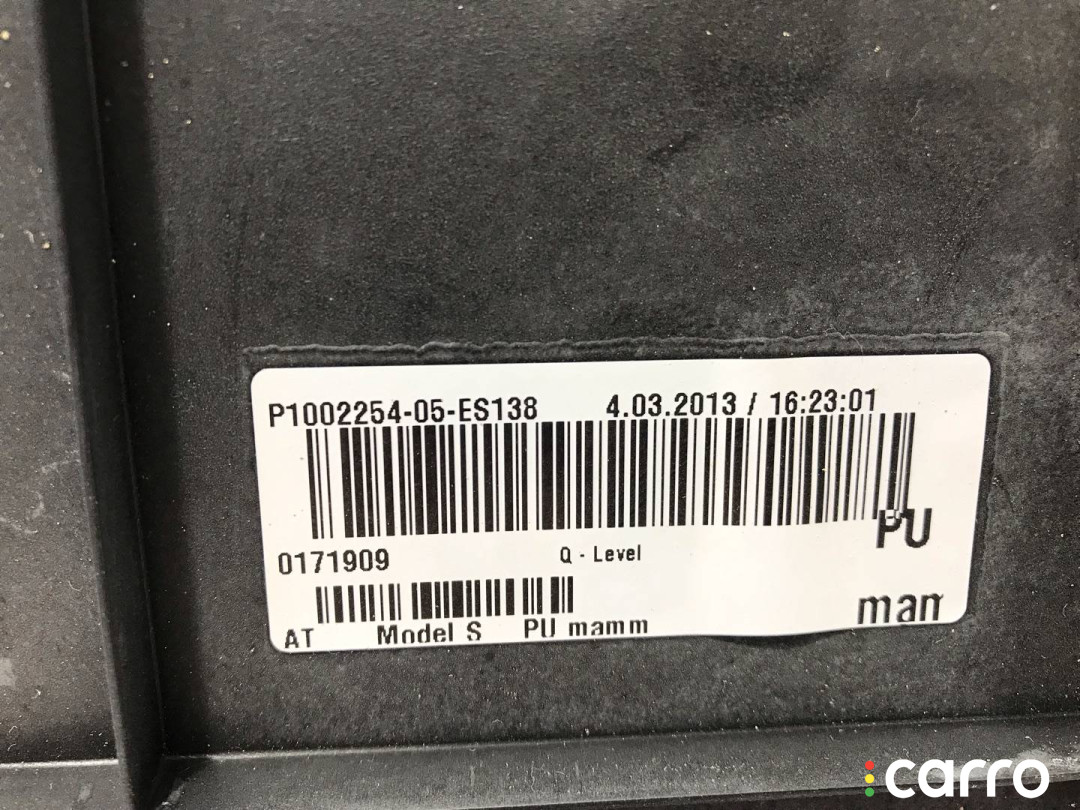 P1002254-05-ES138 4.03.2013 / 16:23:01
PU
0171909 Q - Level
man
AT Model S PU mamm
carro